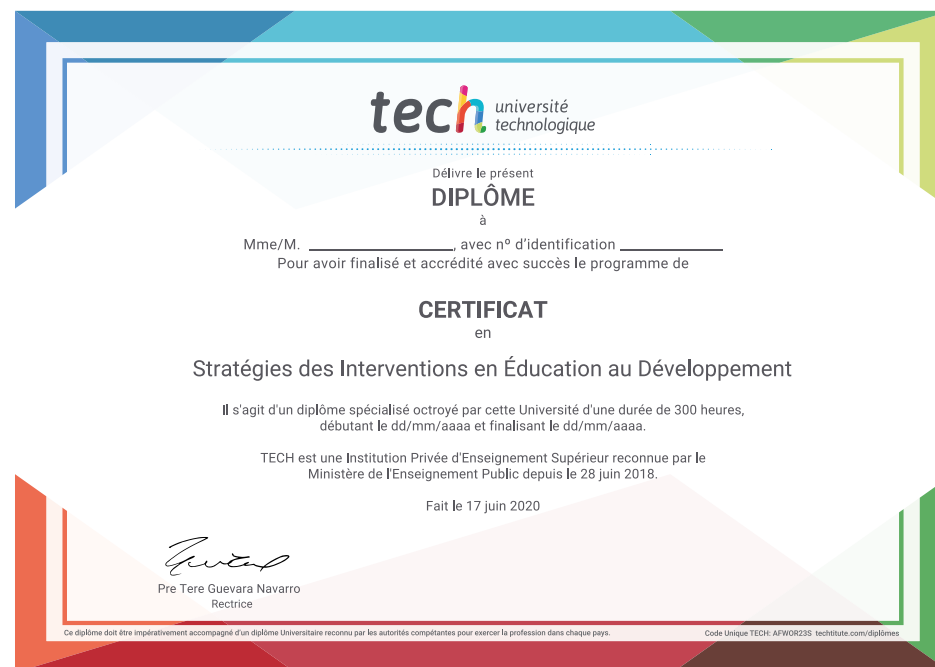 tech université
technologique
Délivre le présent
DIPLÔME
à
Mme/M. ____________, avec nº d'identification ____________
Pour avoir finalisé et accrédité avec succès le programme de
CERTIFICAT
en
Stratégies des Interventions en Éducation au Développement
Il s'agit d'un diplôme spécialisé octroyé par cette Université d'une durée de 300 heures,
débutant le dd/mm/aaaa et finalisant le dd/mm/aaaa.
TECH est une Institution Privée d'Enseignement Supérieur reconnue par le
Ministère de l'Enseignement Public depuis le 28 juin 2018.
Fait le 17 juin 2020
Pre Tere Guevara Navarro
Rectrice
Ce diplôme doit être impérativement accompagné d'un diplôme Universitaire reconnu par les autorités compétentes pour exercer la profession dans chaque pays.
Code Unique TECH: AFWOR23S techtitute.com/diplômes